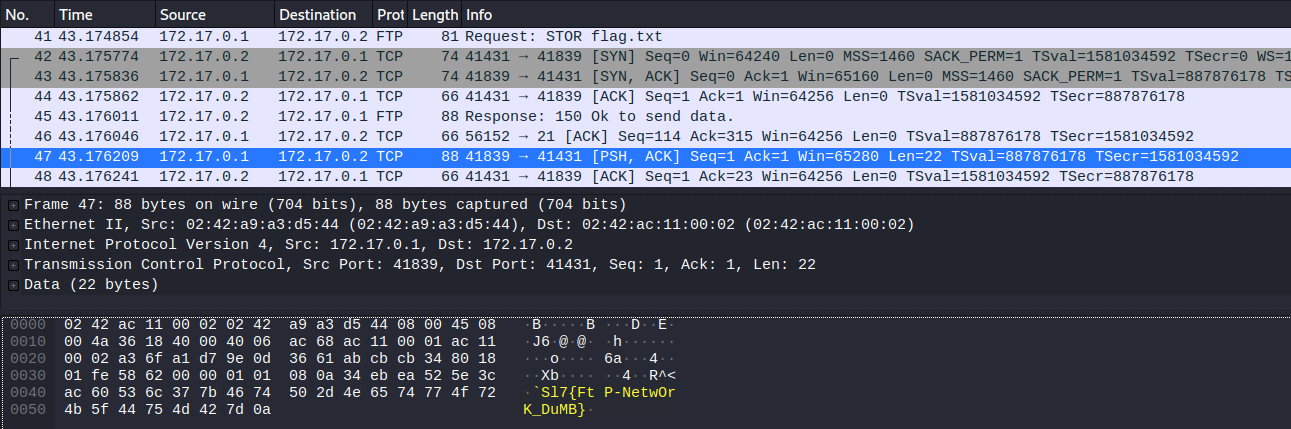 No. Time Source Destination Prot Length Info
41 43.174854 172.17.0.1 172.17.0.2 FTP 81 Request: STOR flag.txt
42 43.175774 172.17.0.2 172.17.0.1 TCP 74 41431 → 41839 [SYN] Seq=0 Win=64240 Len=0 MSS=1460 SACK_PERM=1 TSval=1581034592 TSecr=0 WS=1
43 43.175836 172.17.0.1 172.17.0.2 TCP 74 41839 → 41431 [SYN, ACK] Seq=0 Ack=1 Win=65160 Len=0 MSS=1460 SACK_PERM=1 TSval=887876178 TS
44 43.175862 172.17.0.2 172.17.0.1 TCP 66 41431 → 41839 [ACK] Seq=1 Ack=1 Win=64256 Len=0 TSval=1581034592 TSecr=887876178
45 43.176011 172.17.0.2 172.17.0.1 FTP 88 Response: 150 Ok to send data.
46 43.176046 172.17.0.1 172.17.0.2 TCP 66 56152 → 21 [ACK] Seq=114 Ack=315 Win=64256 Len=0 TSval=887876178 TSecr=1581034592
47 43.176209 172.17.0.1 172.17.0.2 TCP 88 41839 → 41431 [PSH, ACK] Seq=1 Ack=1 Win=65280 Len=22 TSval=887876178 TSecr=1581034592
48 43.176241 172.17.0.2 172.17.0.1 TCP 66 41431 → 41839 [ACK] Seq=1 Ack=23 Win=64256 Len=0 TSval=1581034592 TSecr=887876178
Frame 47: 88 bytes on wire (704 bits), 88 bytes captured (704 bits)
Ethernet II, Src: 02:42:a9:a3:d5:44 (02:42:a9:a3:d5:44), Dst: 02:42:ac:11:00:02 (02:42:ac:11:00:02)
Internet Protocol Version 4, Src: 172.17.0.1, Dst: 172.17.0.2
Transmission Control Protocol, Src Port: 41839, Dst Port: 41431, Seq: 1, Ack: 1, Len: 22
Data (22 bytes)
0000 02 42 ac 11 00 02 02 42 a9 a3 d5 44 08 00 45 08 ·B·····B ···D··E·
0010 00 4a 36 18 40 00 40 06 ac 68 ac 11 00 01 ac 11 ·J6·@·@· ·h······
0020 00 02 a3 6f a1 d7 9e 0d 36 61 ab cb cb 34 80 18 ···o···· 6a···4··
0030 01 fe 58 62 00 00 01 01 08 0a 34 eb ea 52 5e 3c ··Xb···· ··4··R^<
0040 ac 60 53 6c 37 7b 46 74 50 2d 4e 65 74 77 4f 72 ·`Sl7{Ft P-NetwOr
0050 4b 5f 44 75 4d 42 7d 0a K_DuMB}·